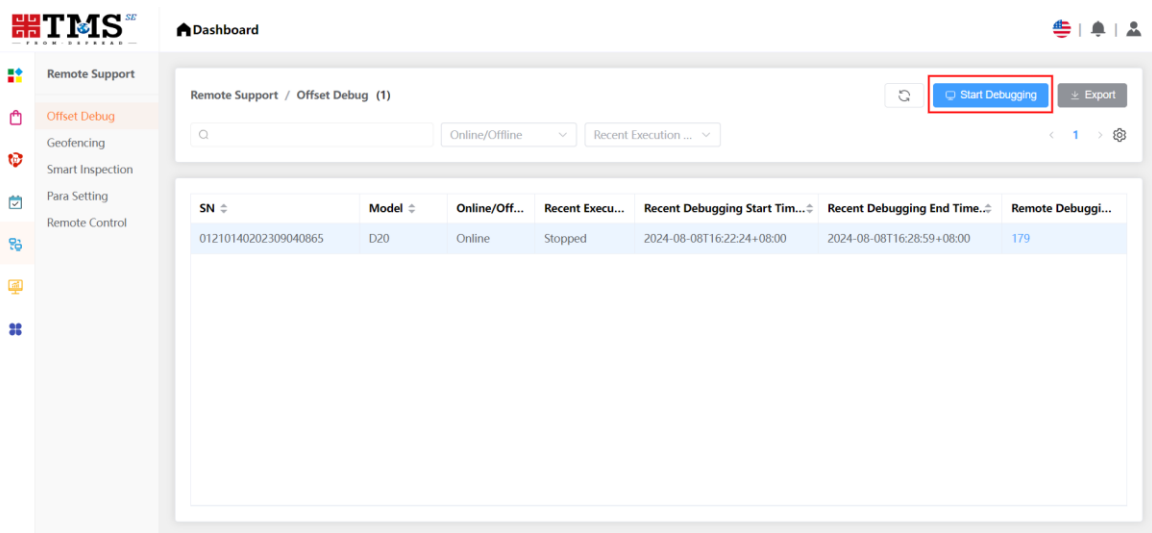 TMS SE
FROM·DSPREAD
Dashboard
Remote Support
Offset Debug
Geofencing
Smart Inspection
Para Setting
Remote Control
Remote Support / Offset Debug (1)
Start Debugging
Export
Online/Offline
Recent Execution ...
1
SN Model Online/Off... Recent Execu... Recent Debugging Start Tim... Recent Debugging End Time.. Remote Debuggi...
01210140202309040865 D20 Online Stopped 2024-08-08T16:22:24+08:00 2024-08-08T16:28:59+08:00 179